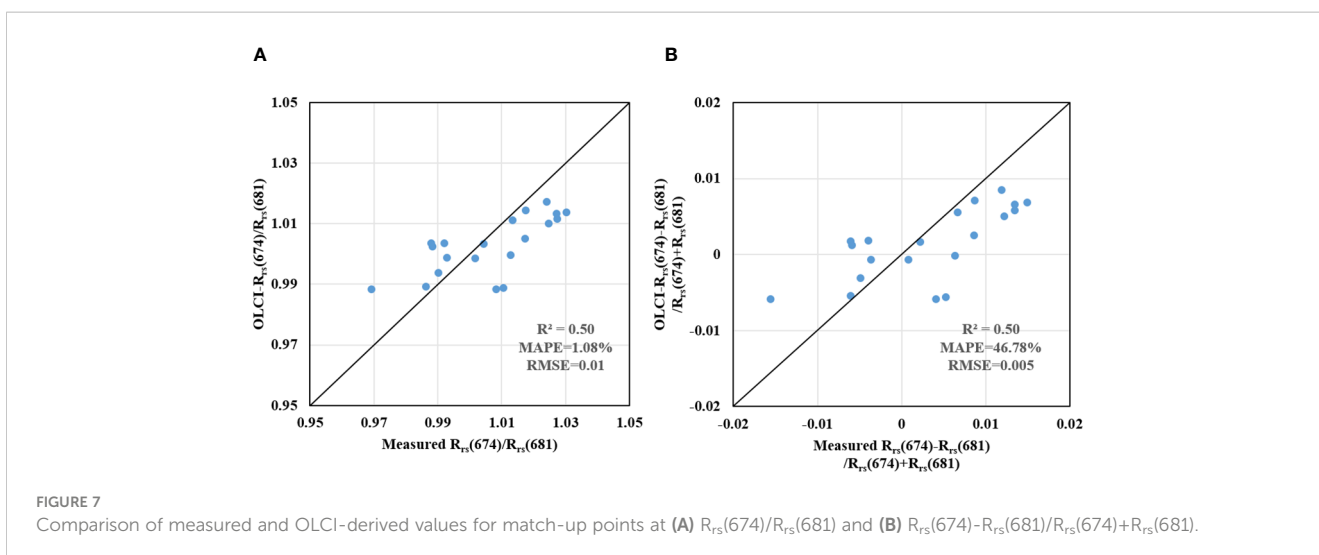 A
B
1.05
1.03
1.01
0.99
0.97
0.95
OLCI-Rrs(674)/Rrs(681)
R² = 0.50
MAPE=1.08%
RMSE=0.01
0.95 0.97 0.99 1.01 1.03 1.05
Measured Rrs(674)/Rrs(681)
0.02
0.01
0
-0.01
-0.02
OLCI-Rrs(674)-Rrs(681)
/Rrs(674)+Rrs(681)
R² = 0.50
MAPE=46.78%
RMSE=0.005
-0.02 -0.01 0 0.01 0.02
Measured Rrs(674)-Rrs(681)
/Rrs(674)+Rrs(681)
FIGURE 7
Comparison of measured and OLCI-derived values for match-up points at (A) Rrs(674)/Rrs(681) and (B) Rrs(674)-Rrs(681)/Rrs(674)+Rrs(681).